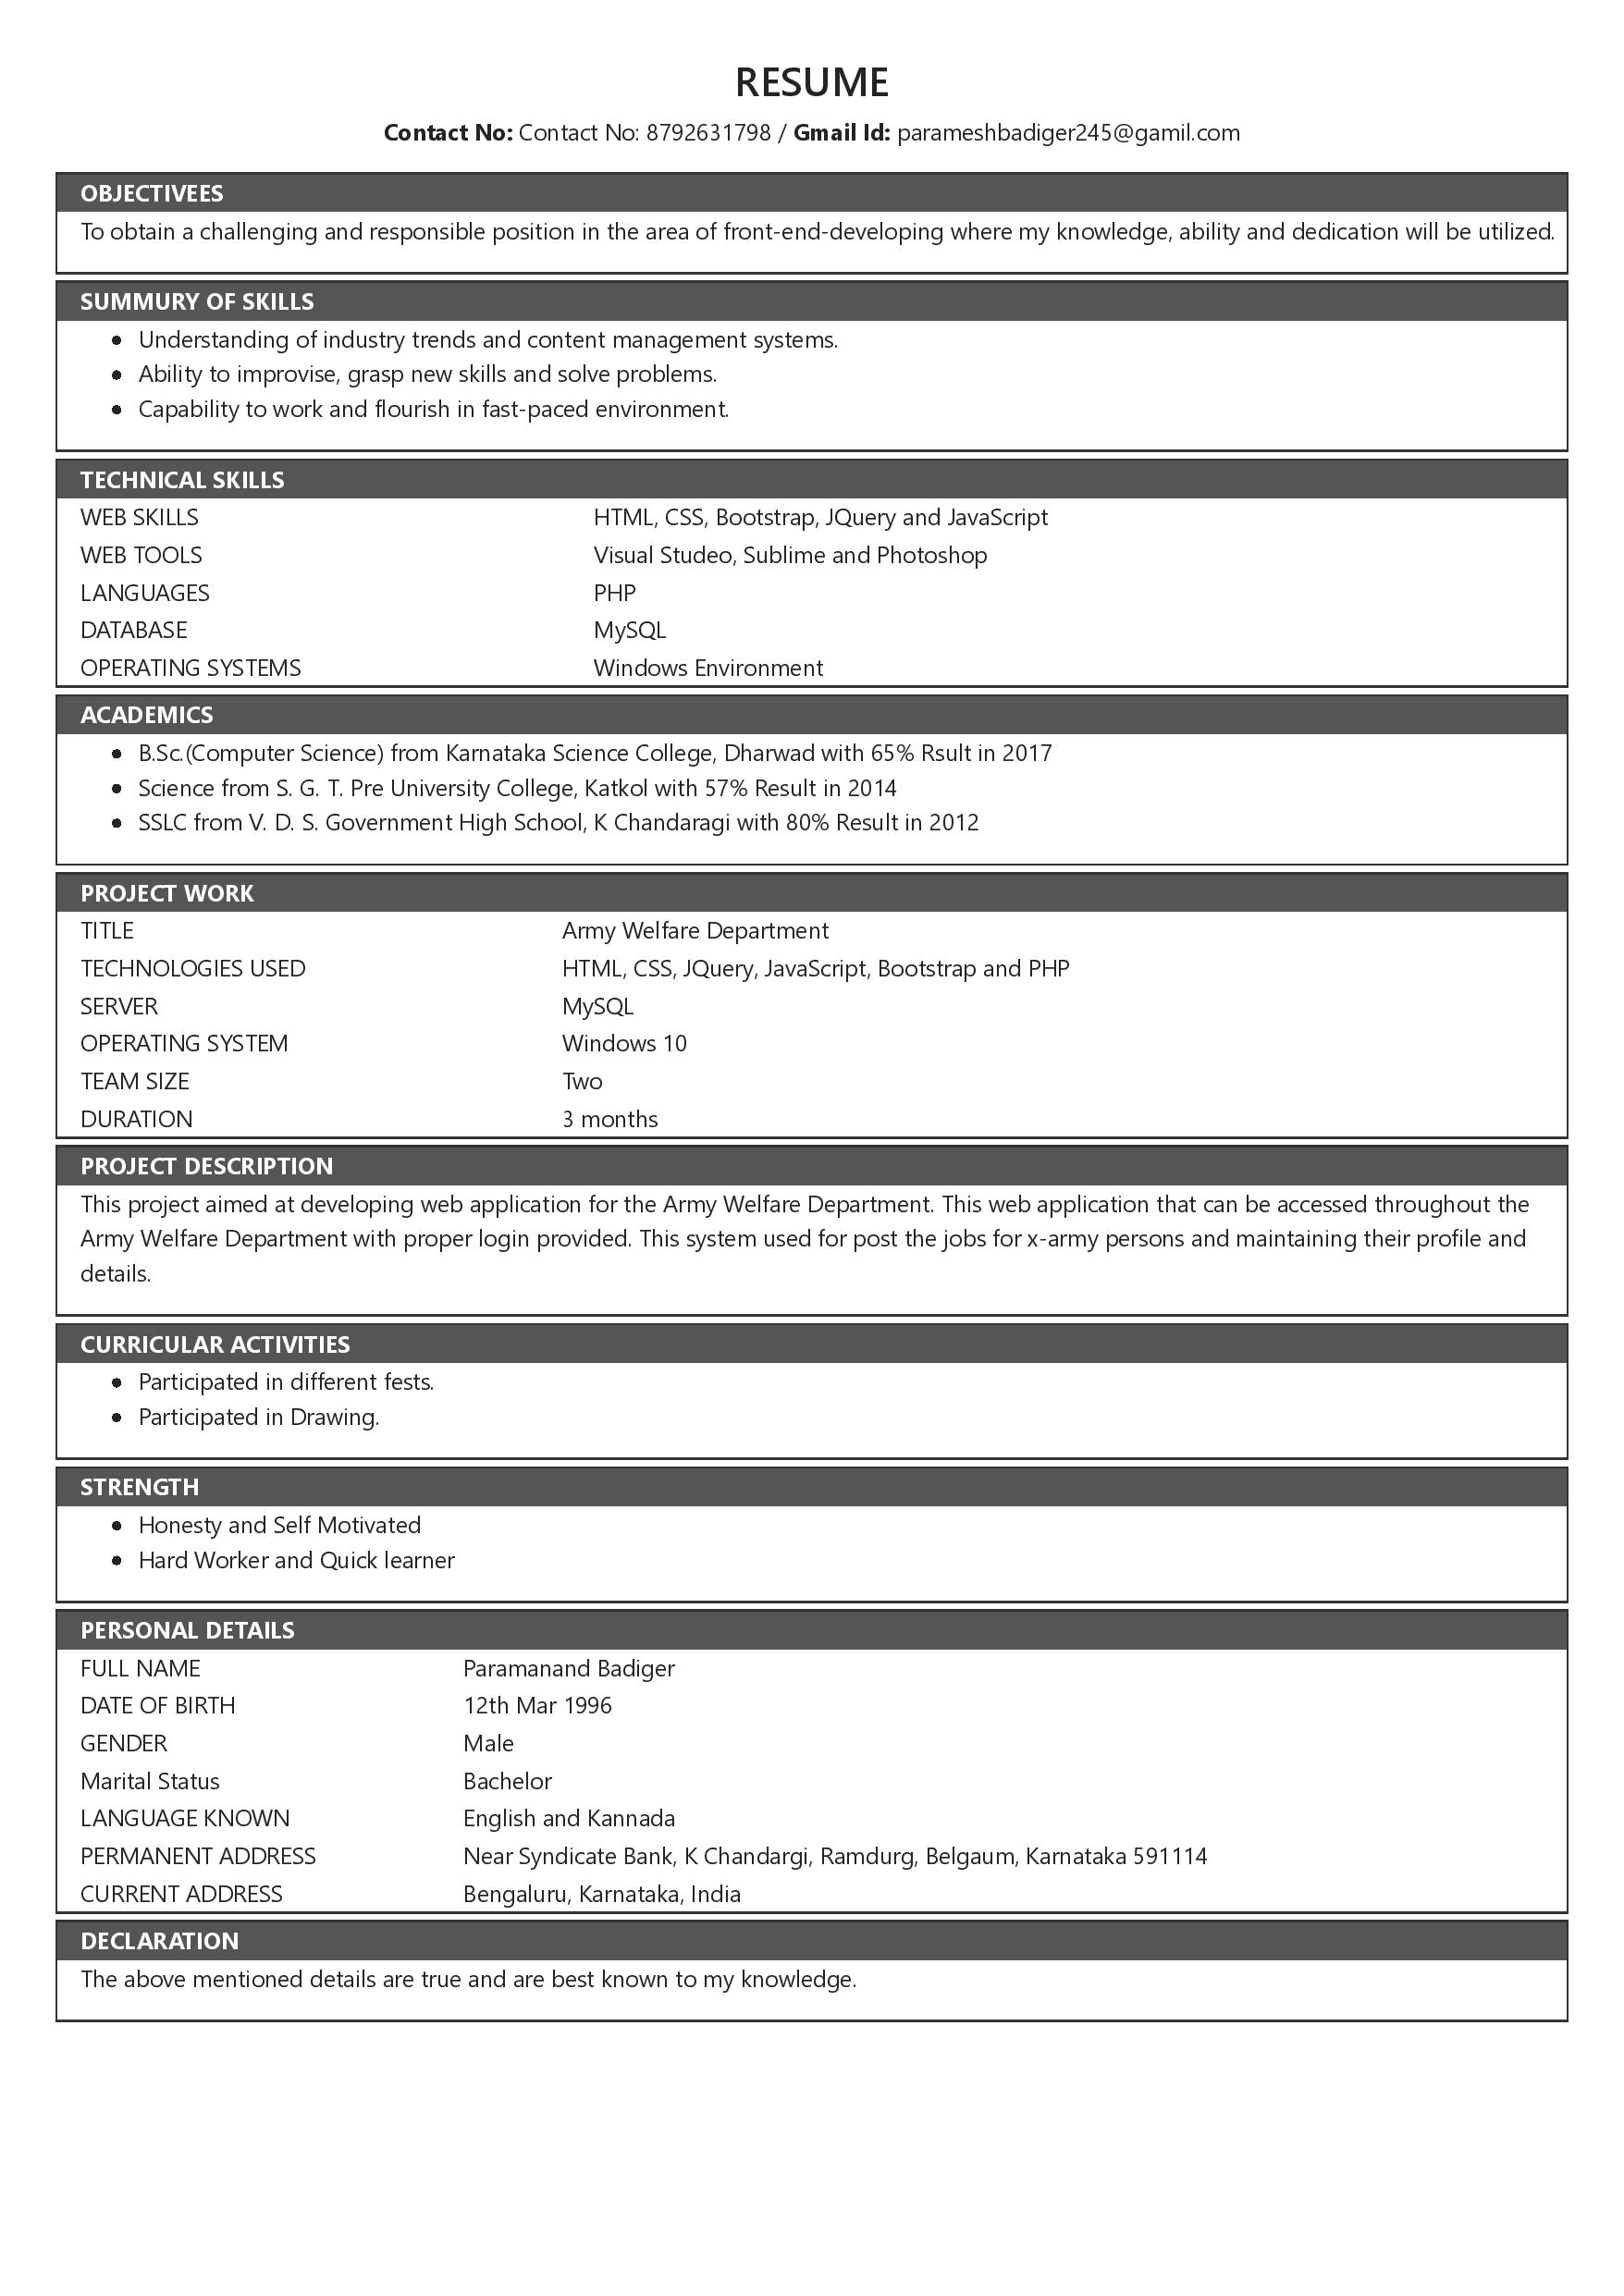 RESUME
Contact No: Contact No: 8792631798 / Gmail Id: parameshbadiger245@gamil.com
OBJECTIVEES
To obtain a challenging and responsible position in the area of front-end-developing where my knowledge, ability and dedication will be utilized.
SUMMURY OF SKILLS
• Understanding of industry trends and content management systems.
• Ability to improvise, grasp new skills and solve problems.
• Capability to work and flourish in fast-paced environment.
TECHNICAL SKILLS
WEB SKILLS HTML, CSS, Bootstrap, JQuery and JavaScript
WEB TOOLS Visual Studeo, Sublime and Photoshop
LANGUAGES PHP
DATABASE MySQL
OPERATING SYSTEMS Windows Environment
ACADEMICS
• B.Sc.(Computer Science) from Karnataka Science College, Dharwad with 65% Rsult in 2017
• Science from S. G. T. Pre University College, Katkol with 57% Result in 2014
• SSLC from V. D. S. Government High School, K Chandaragi with 80% Result in 2012
PROJECT WORK
TITLE Army Welfare Department
TECHNOLOGIES USED HTML, CSS, JQuery, JavaScript, Bootstrap and PHP
SERVER MySQL
OPERATING SYSTEM Windows 10
TEAM SIZE Two
DURATION 3 months
PROJECT DESCRIPTION
This project aimed at developing web application for the Army Welfare Department. This web application that can be accessed throughout the
Army Welfare Department with proper login provided. This system used for post the jobs for x-army persons and maintaining their profile and
details.
CURRICULAR ACTIVITIES
• Participated in different fests.
• Participated in Drawing.
STRENGTH
• Honesty and Self Motivated
• Hard Worker and Quick learner
PERSONAL DETAILS
FULL NAME Paramanand Badiger
DATE OF BIRTH 12th Mar 1996
GENDER Male
Marital Status Bachelor
LANGUAGE KNOWN English and Kannada
PERMANENT ADDRESS Near Syndicate Bank, K Chandargi, Ramdurg, Belgaum, Karnataka 591114
CURRENT ADDRESS Bengaluru, Karnataka, India
DECLARATION
The above mentioned details are true and are best known to my knowledge.